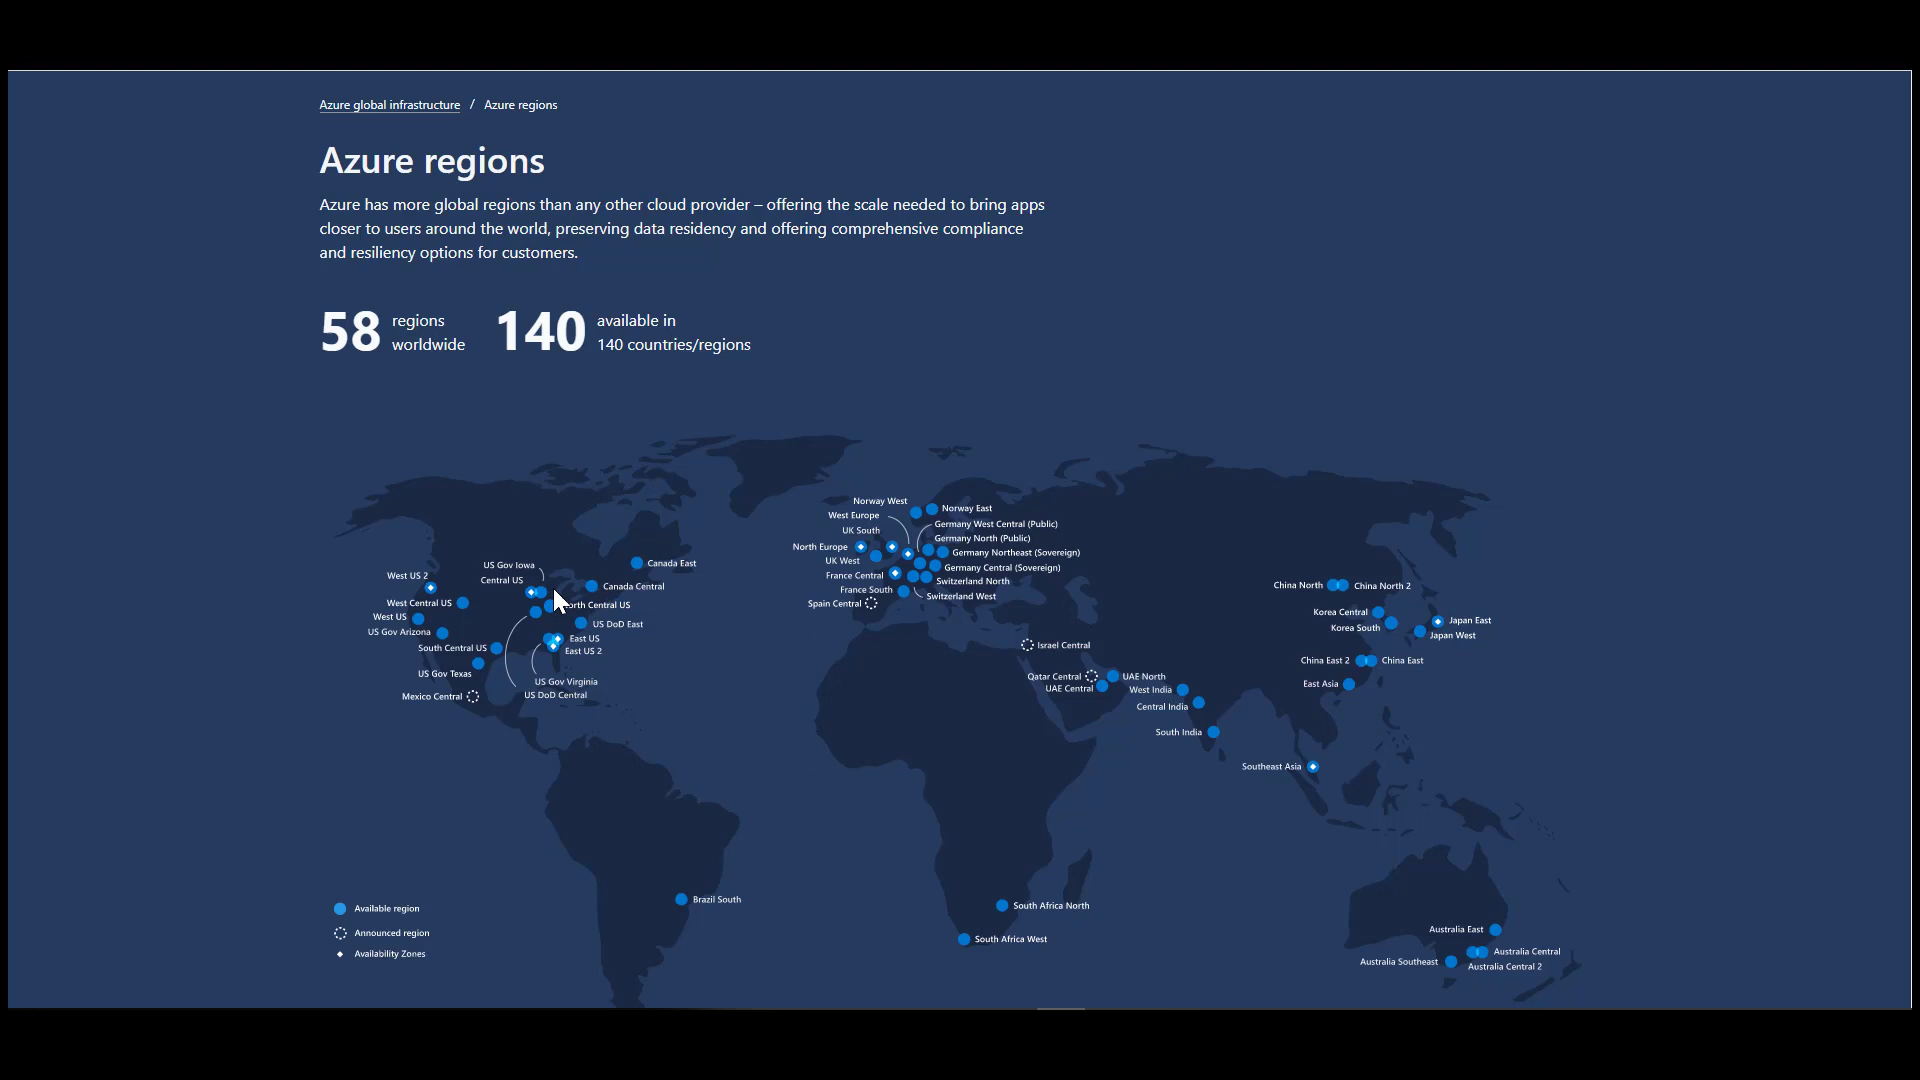 Azure global infrastructure / Azure regions
Azure regions
Azure has more global regions than any other cloud provider – offering the scale needed to bring apps
closer to users around the world, preserving data residency and offering comprehensive compliance
and resiliency options for customers.
58 regions worldwide
140 available in 140 countries/regions
Norway West
Norway East
West Europe
Germany West Central (Public)
UK South
Germany North (Public)
North Europe
Germany Northeast (Sovereign)
UK West
Germany Central (Sovereign)
France Central
Switzerland North
France South
Switzerland West
Spain Central
US Gov Iowa
Canada East
West US 2
Central US
Canada Central
West Central US
North Central US
West US
US DoD East
US Gov Arizona
East US
South Central US
East US 2
US Gov Texas
US Gov Virginia
Mexico Central
US DoD Central
Israel Central
Qatar Central
UAE North
UAE Central
West India
Central India
South India
China North
China North 2
Korea Central
Japan East
Korea South
Japan West
China East 2
China East
East Asia
Southeast Asia
Brazil South
South Africa North
South Africa West
Australia East
Australia Central
Australia Southeast
Australia Central 2
Available region
Announced region
Availability Zones